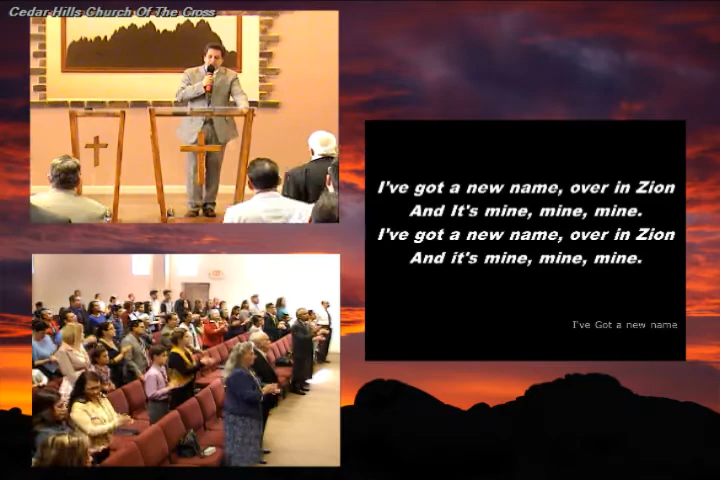 Cedar Hills Church Of The Cross
I've got a new name, over in Zion
And It's mine, mine, mine.
I've got a new name, over in Zion
And it's mine, mine, mine.
I've Got a new name